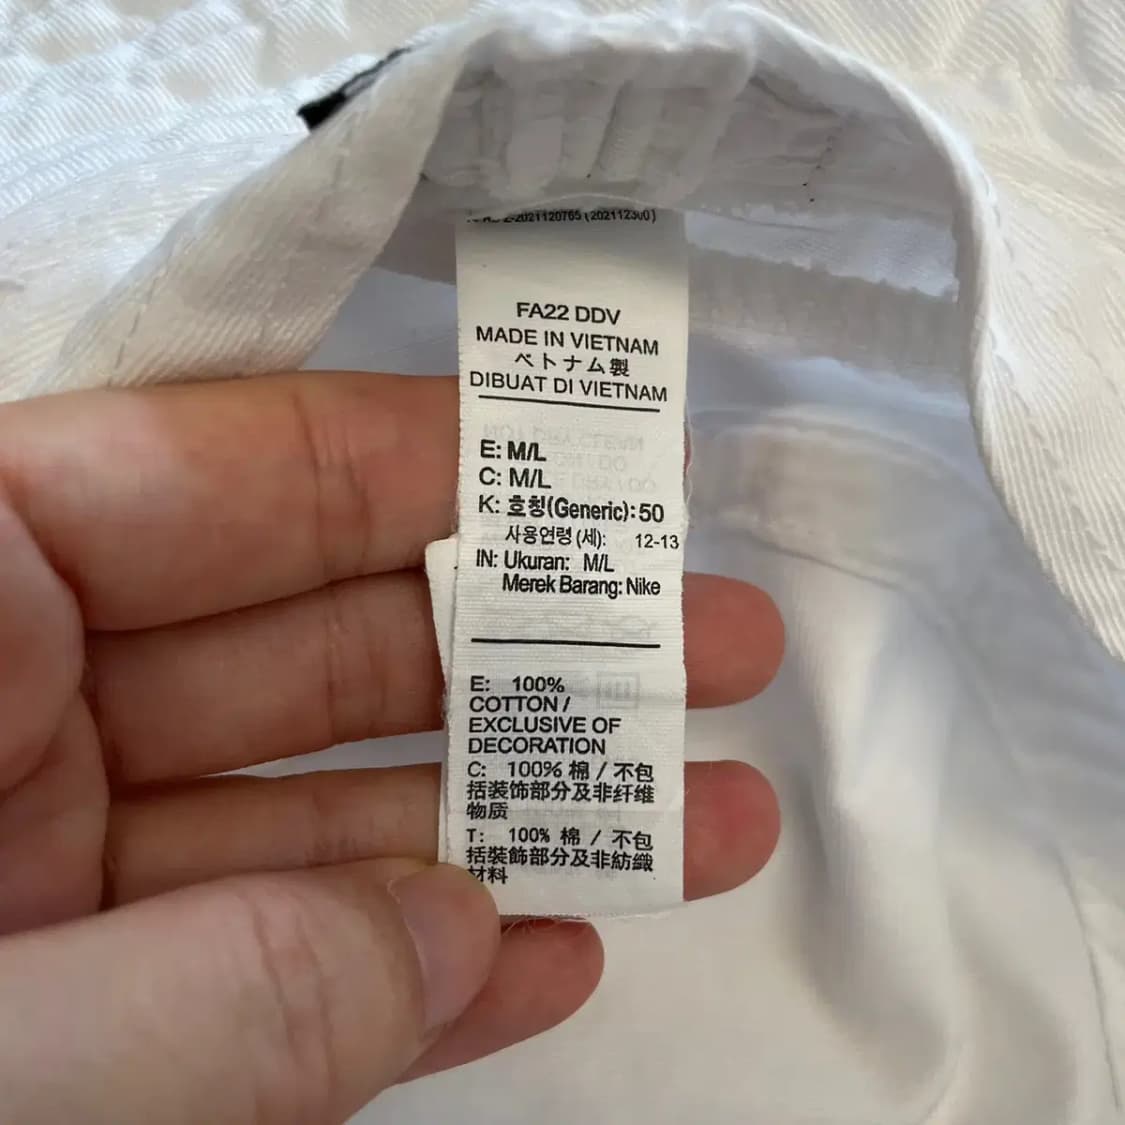 2-2021120765 (202112300)
FA22 DDV
MADE IN VIETNAM
ベトナム製
DIBUAT DI VIETNAM
E: M/L
C: M/L
K: 호칭(Generic): 50
사용연령 (세): 12-13
IN: Ukuran: M/L
Merek Barang: Nike
E: 100%
COTTON /
EXCLUSIVE OF
DECORATION
C: 100% 棉 / 不包
括装饰部分及非纤维
物质
T: 100% 棉 / 不包
括裝飾部分及非紡織
材料